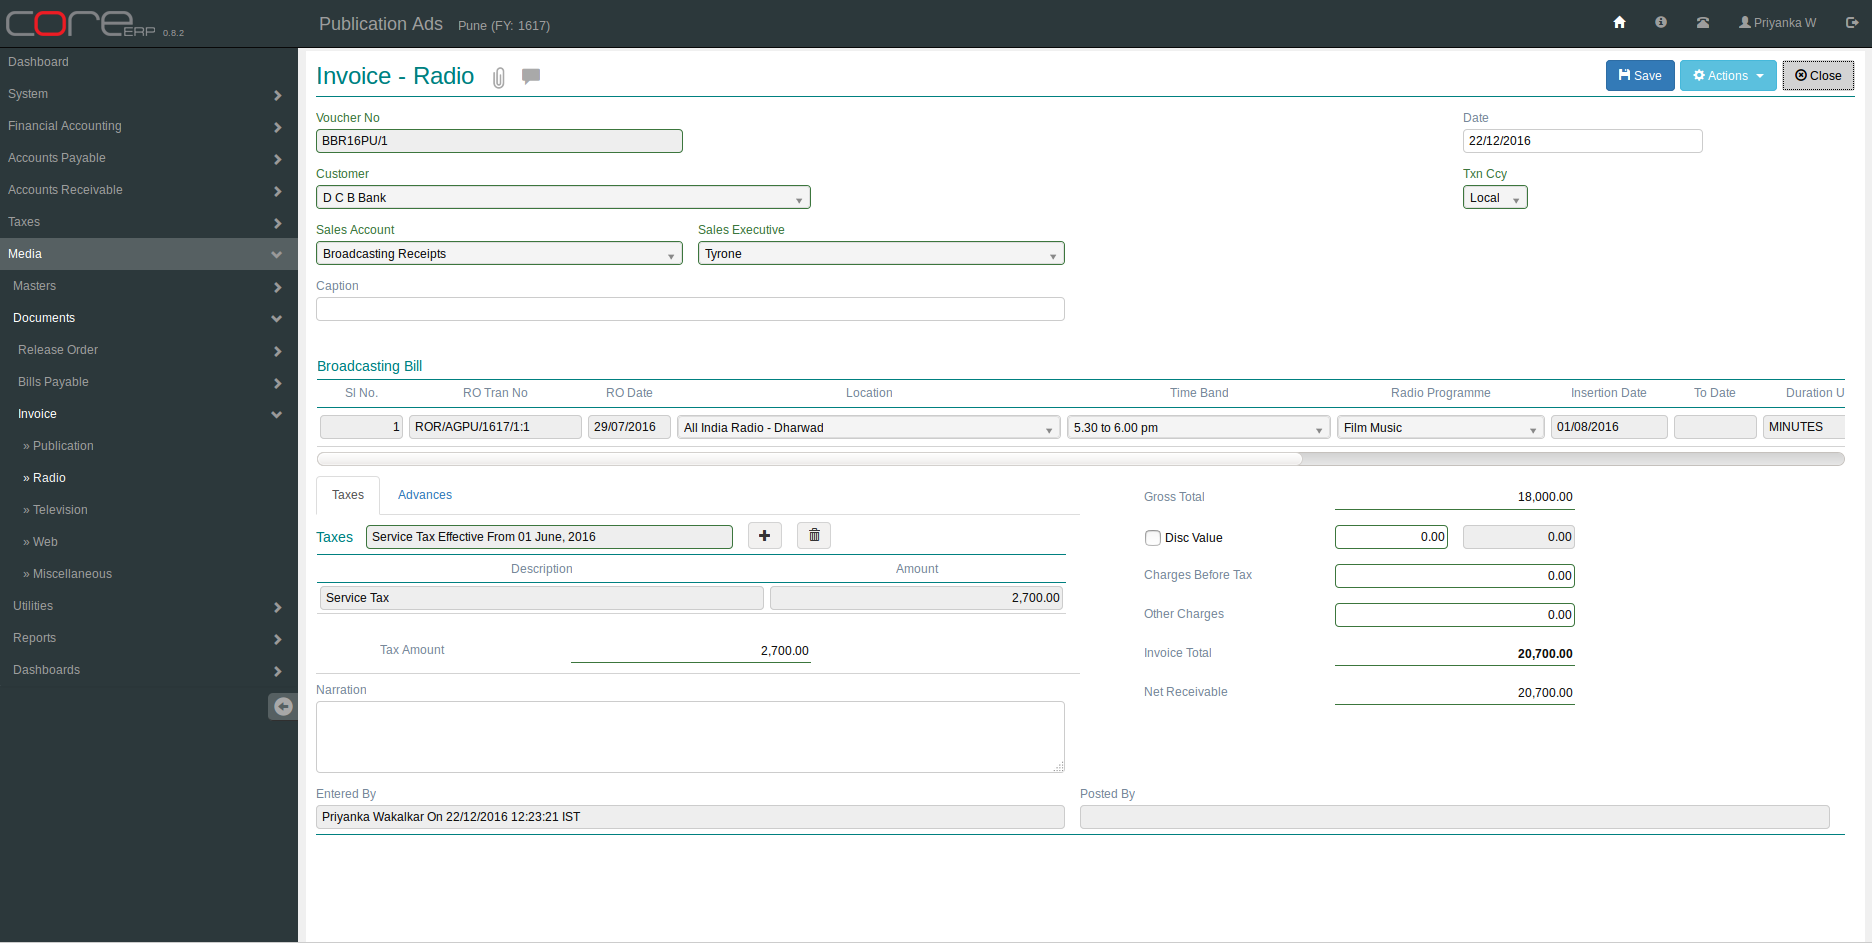 core ERP 0.8.2
Publication Ads Pune (FY: 1617)
Priyanka W
Dashboard
System
Financial Accounting
Accounts Payable
Accounts Receivable
Taxes
Media
Masters
Documents
Release Order
Bills Payable
Invoice
» Publication
» Radio
» Television
» Web
» Miscellaneous
Utilities
Reports
Dashboards
Invoice - Radio
Save
Actions
Close
Voucher No
BBR16PU/1
Date
22/12/2016
Customer
D C B Bank
Txn Ccy
Local
Sales Account
Broadcasting Receipts
Sales Executive
Tyrone
Caption
Broadcasting Bill
Sl No. RO Tran No RO Date Location Time Band Radio Programme Insertion Date To Date Duration U
1 ROR/AGPU/1617/1:1 29/07/2016 All India Radio - Dharwad 5.30 to 6.00 pm Film Music 01/08/2016 MINUTES
Taxes Advances
Taxes Service Tax Effective From 01 June, 2016
Description Amount
Service Tax 2,700.00
Tax Amount 2,700.00
Gross Total 18,000.00
Disc Value 0.00 0.00
Charges Before Tax 0.00
Other Charges 0.00
Invoice Total 20,700.00
Net Receivable 20,700.00
Narration
Entered By
Priyanka Wakalkar On 22/12/2016 12:23:21 IST
Posted By